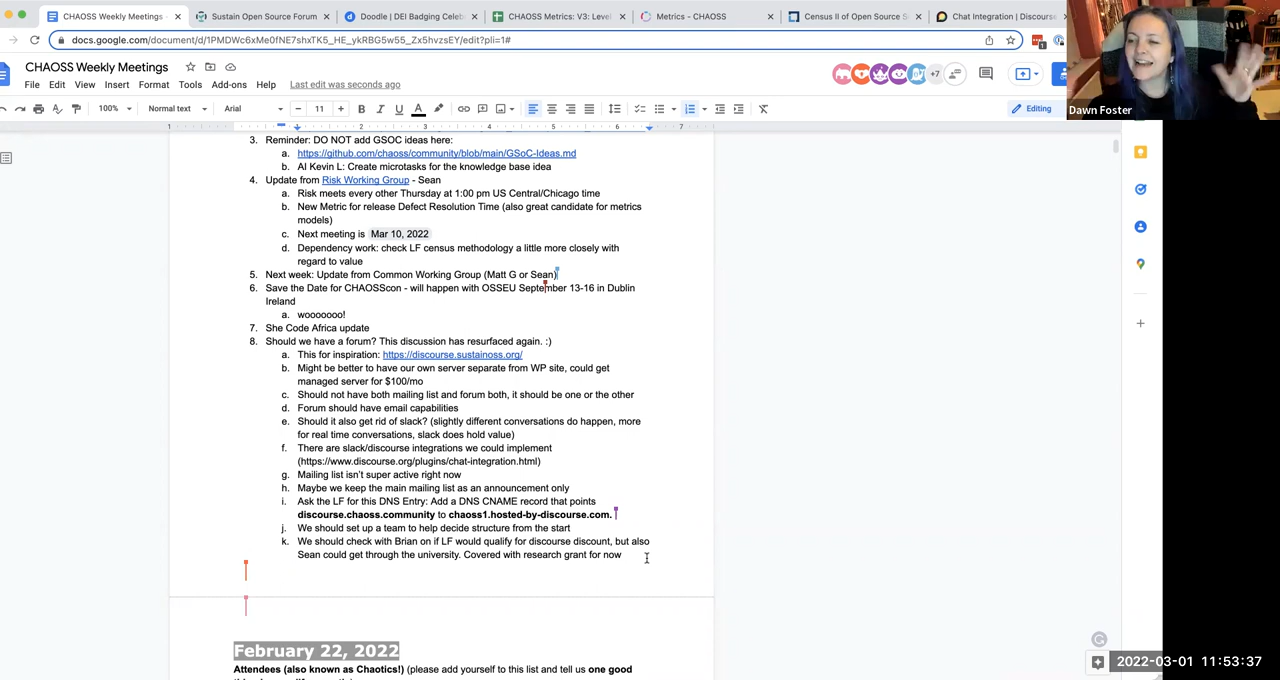 CHAOSS Weekly Meetings
Sustain Open Source Forum
Doodle | DEI Badging Celeb
CHAOSS Metrics: V3: Level
Metrics - CHAOSS
Census II of Open Source S
Chat Integration | Discourse
docs.google.com/document/d/1PMDWc6xMe0fNE7shxTK5_HE_ykRBG5w55_Zx5hvzsEY/edit?pli=1#
Dawn Foster
CHAOSS Weekly Meetings
File Edit View Insert Format Tools Add-ons Help Last edit was seconds ago
+7
100% Normal text Arial 11 B I U A Editing
1 1 2 3 4 5 6 7
3. Reminder: DO NOT add GSOC ideas here:
a. https://github.com/chaoss/community/blob/main/GSoC-Ideas.md
b. AI Kevin L: Create microtasks for the knowledge base idea
4. Update from Risk Working Group - Sean
a. Risk meets every other Thursday at 1:00 pm US Central/Chicago time
b. New Metric for release Defect Resolution Time (also great candidate for metrics
models)
c. Next meeting is Mar 10, 2022
d. Dependency work: check LF census methodology a little more closely with
regard to value
5. Next week: Update from Common Working Group (Matt G or Sean)
6. Save the Date for CHAOSScon - will happen with OSSEU September 13-16 in Dublin
Ireland
a. wooooooo!
7. She Code Africa update
8. Should we have a forum? This discussion has resurfaced again. :)
a. This for inspiration: https://discourse.sustainoss.org/
b. Might be better to have our own server separate from WP site, could get
managed server for $100/mo
c. Should not have both mailing list and forum both, it should be one or the other
d. Forum should have email capabilities
e. Should it also get rid of slack? (slightly different conversations do happen, more
for real time conversations, slack does hold value)
f. There are slack/discourse integrations we could implement
(https://www.discourse.org/plugins/chat-integration.html)
g. Mailing list isn't super active right now
h. Maybe we keep the main mailing list as an announcement only
i. Ask the LF for this DNS Entry: Add a DNS CNAME record that points
discourse.chaoss.community to chaoss1.hosted-by-discourse.com.
j. We should set up a team to help decide structure from the start
k. We should check with Brian on if LF would qualify for discourse discount, but also
Sean could get through the university. Covered with research grant for now
February 22, 2022
Attendees (also known as Chaotics!) (please add yourself to this list and tell us one good
2022-03-01 11:53:37